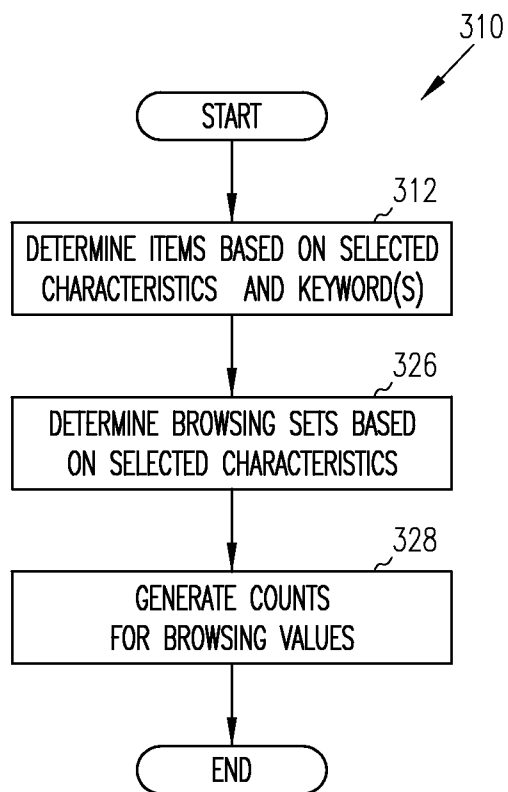 310
START
312
DETERMINE ITEMS BASED ON SELECTED
CHARACTERISTICS AND KEYWORD(S)
326
DETERMINE BROWSING SETS BASED
ON SELECTED CHARACTERISTICS
328
GENERATE COUNTS
FOR BROWSING VALUES
END